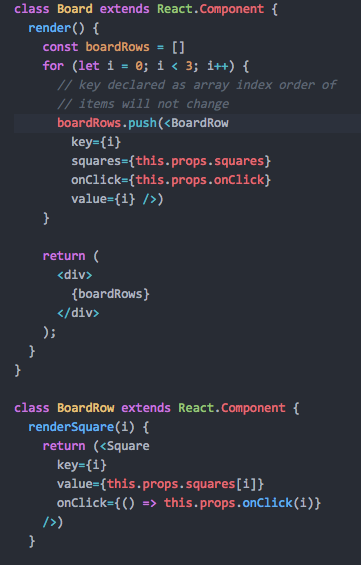 class Board extends React.Component {
  render() {
    const boardRows = []
    for (let i = 0; i < 3; i++) {
      // key declared as array index order of
      // items will not change
      boardRows.push(<BoardRow
        key={i}
        squares={this.props.squares}
        onClick={this.props.onClick}
        value={i} />)
    }

    return (
      <div>
        {boardRows}
      </div>
    );
  }
}

class BoardRow extends React.Component {
  renderSquare(i) {
    return (<Square
      key={i}
      value={this.props.squares[i]}
      onClick={() => this.props.onClick(i)}
    />)
  }